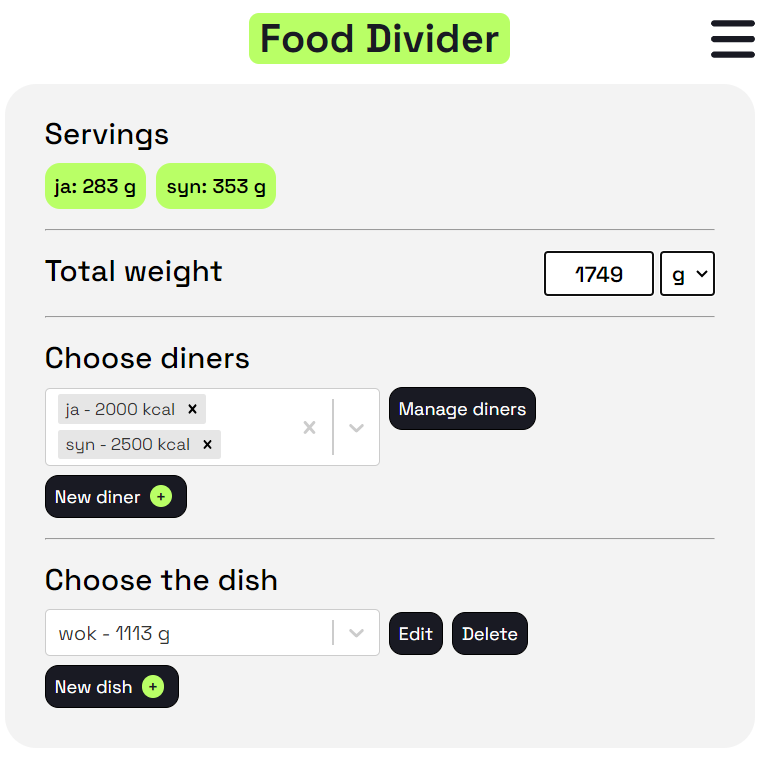 Food Divider
Servings
ja: 283 g syn: 353 g
Total weight 1749 g
Choose diners
ja - 2000 kcal x x Manage diners
syn - 2500 kcal x
New diner +
Choose the dish
wok - 1113 g Edit Delete
New dish +